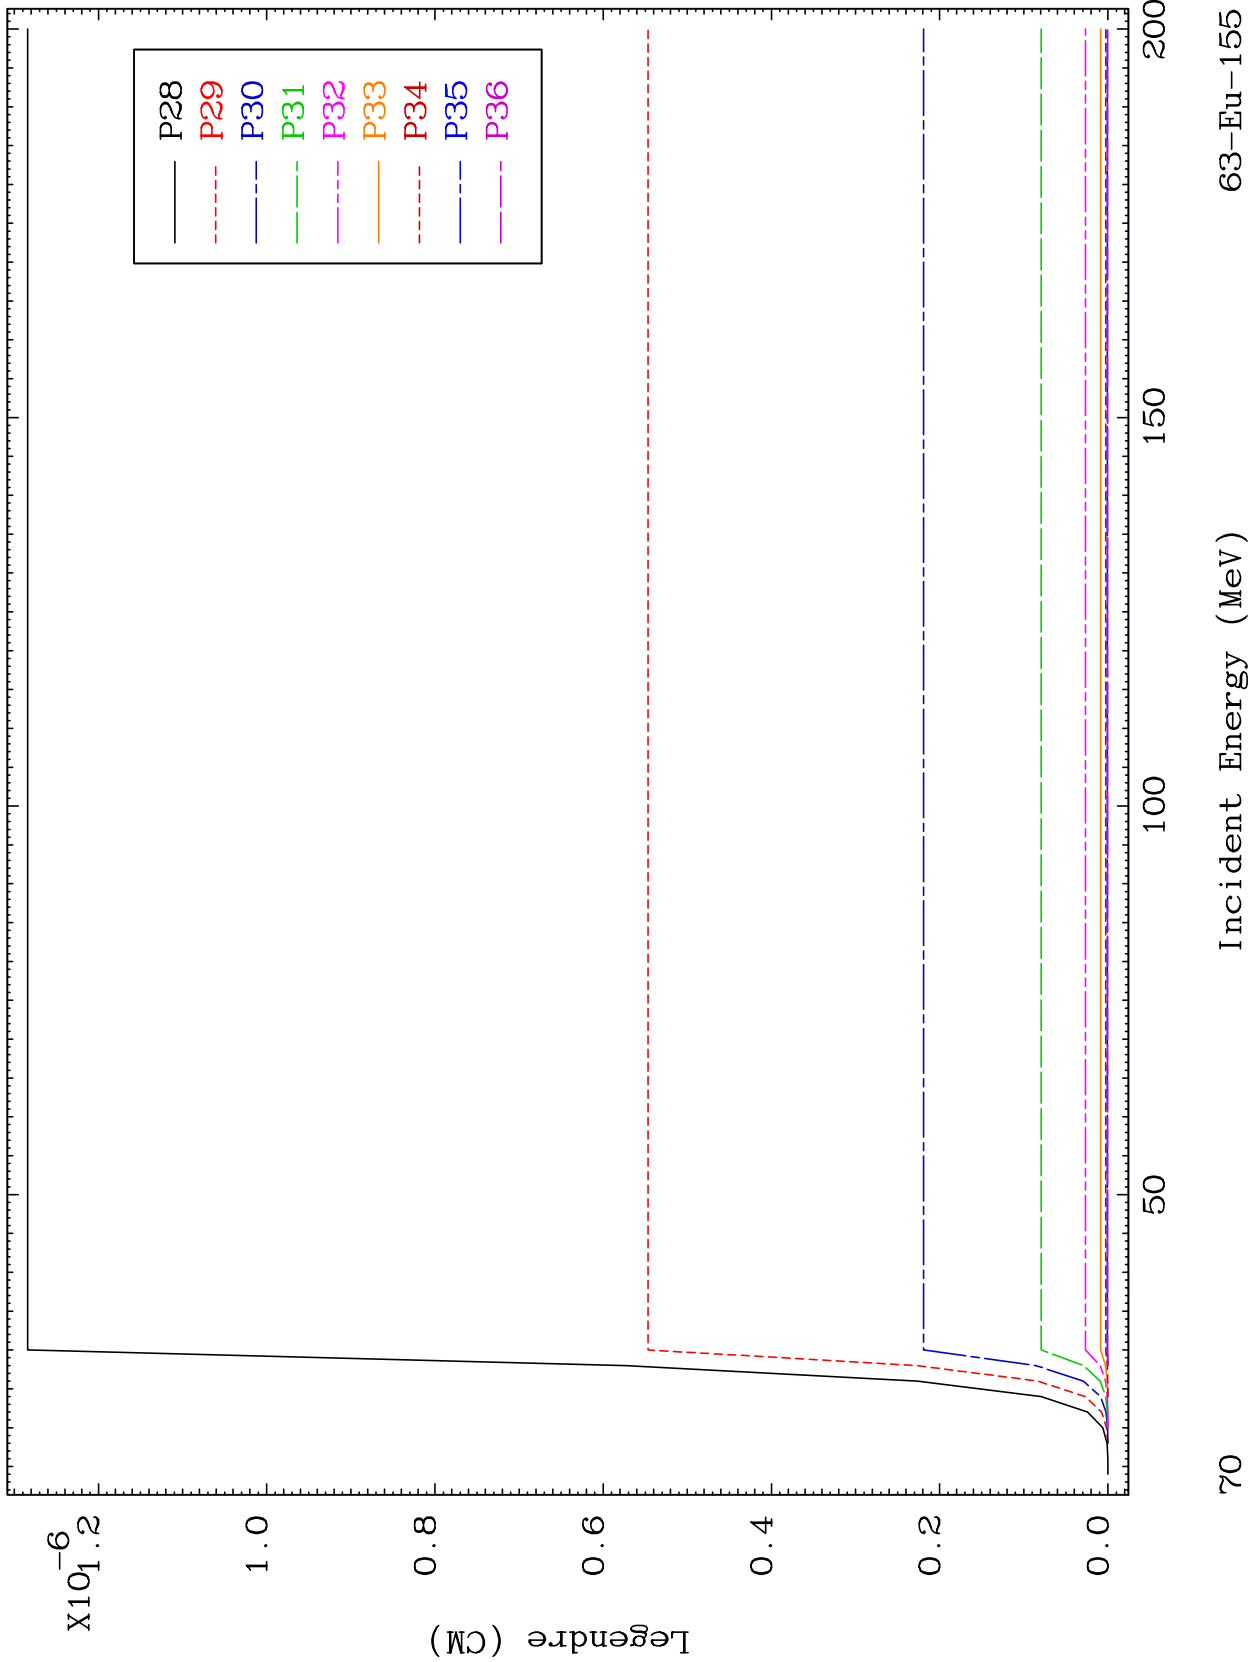 X10-6
1.2
1.0
0.8
0.6
0.4
0.2
0.0
Legendre (CM)
P28
P29
P30
P31
P32
P33
P34
P35
P36
50
100
150
200
Incident Energy (MeV)
70
63-Eu-155